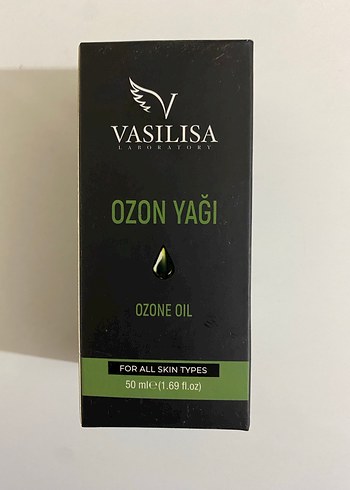 VASILISA
LABORATORY
OZON YAĞI
OZONE OIL
FOR ALL SKIN TYPES
50 ml℮(1.69 fl.oz)